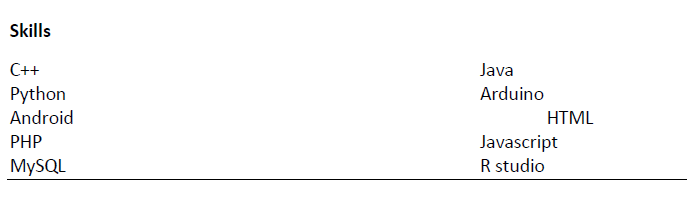 Skills
C++ Java
Python Arduino
Android HTML
PHP Javascript
MySQL R studio